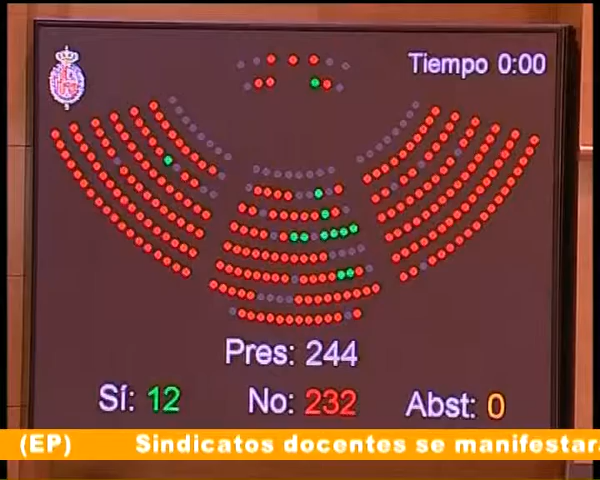 Tiempo 0:00
Pres: 244
Sí: 12 No: 232 Abst: 0
(EP) Sindicatos docentes se manifestar